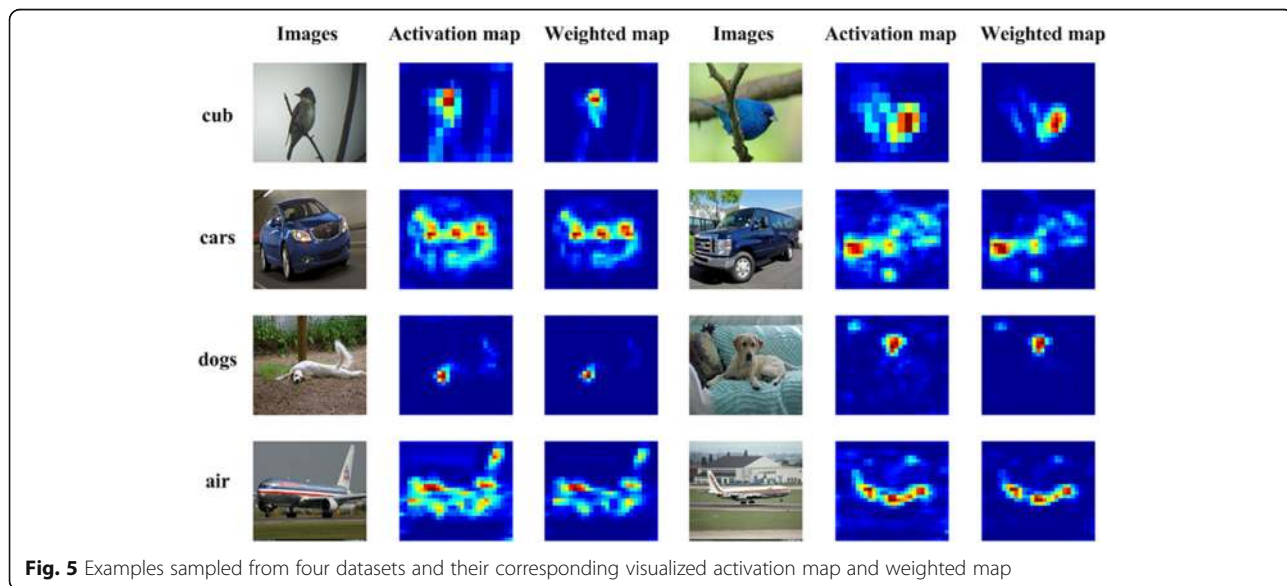 Images Activation map Weighted map Images Activation map Weighted map
cub
cars
dogs
air
Fig. 5 Examples sampled from four datasets and their corresponding visualized activation map and weighted map